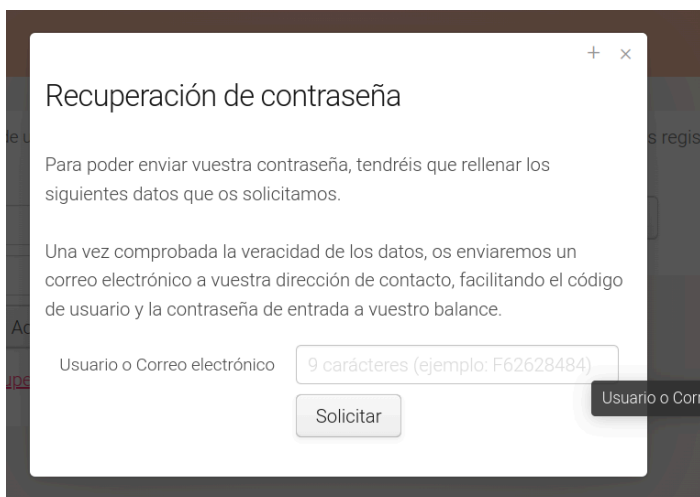 + ×
Recuperación de contraseña
s regis
Para poder enviar vuestra contraseña, tendréis que rellenar los
siguientes datos que os solicitamos.
Una vez comprobada la veracidad de los datos, os enviaremos un
correo electrónico a vuestra dirección de contacto, facilitando el código
de usuario y la contraseña de entrada a vuestro balance.
Usuario o Correo electrónico
9 carácteres (ejemplo: F62628484)
Usuario o Corr
Solicitar